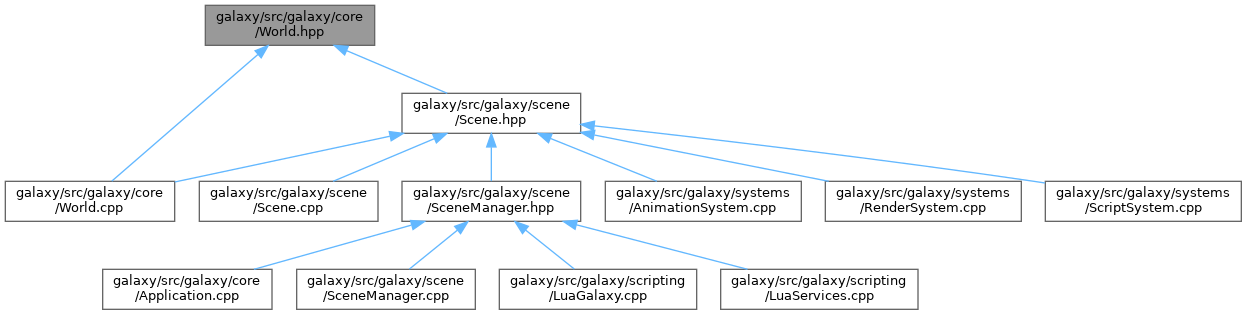 galaxy/src/galaxy/core
/World.hpp
galaxy/src/galaxy/scene
/Scene.hpp
galaxy/src/galaxy/core
/World.cpp
galaxy/src/galaxy/scene
/Scene.cpp
galaxy/src/galaxy/scene
/SceneManager.hpp
galaxy/src/galaxy/systems
/AnimationSystem.cpp
galaxy/src/galaxy/systems
/RenderSystem.cpp
galaxy/src/galaxy/systems
/ScriptSystem.cpp
galaxy/src/galaxy/core
/Application.cpp
galaxy/src/galaxy/scene
/SceneManager.cpp
galaxy/src/galaxy/scripting
/LuaGalaxy.cpp
galaxy/src/galaxy/scripting
/LuaServices.cpp